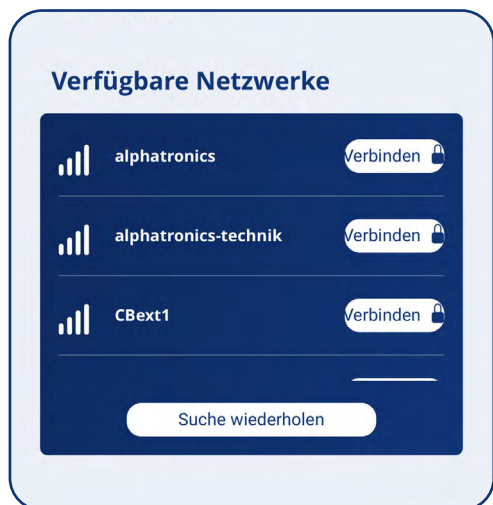 Verfügbare Netzwerke
alphatronics Verbinden
alphatronics-technik Verbinden
CBext1 Verbinden
Suche wiederholen